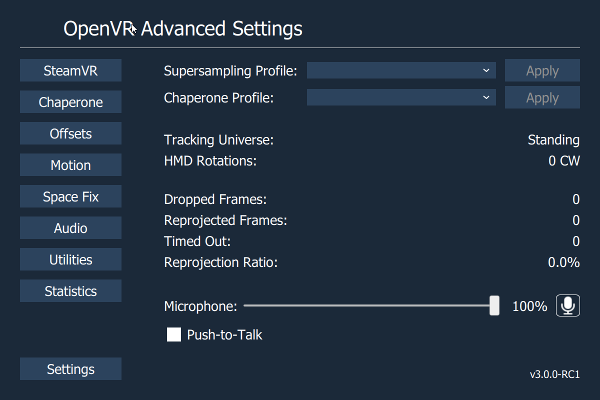 OpenVR Advanced Settings
SteamVR
Supersampling Profile:
Apply
Chaperone
Chaperone Profile:
Apply
Offsets
Tracking Universe: Standing
Motion
HMD Rotations: 0 CW
Space Fix
Dropped Frames: 0
Reprojected Frames: 0
Audio
Timed Out: 0
Utilities
Reprojection Ratio: 0.0%
Statistics
Microphone: 100%
Push-to-Talk
Settings
v3.0.0-RC1